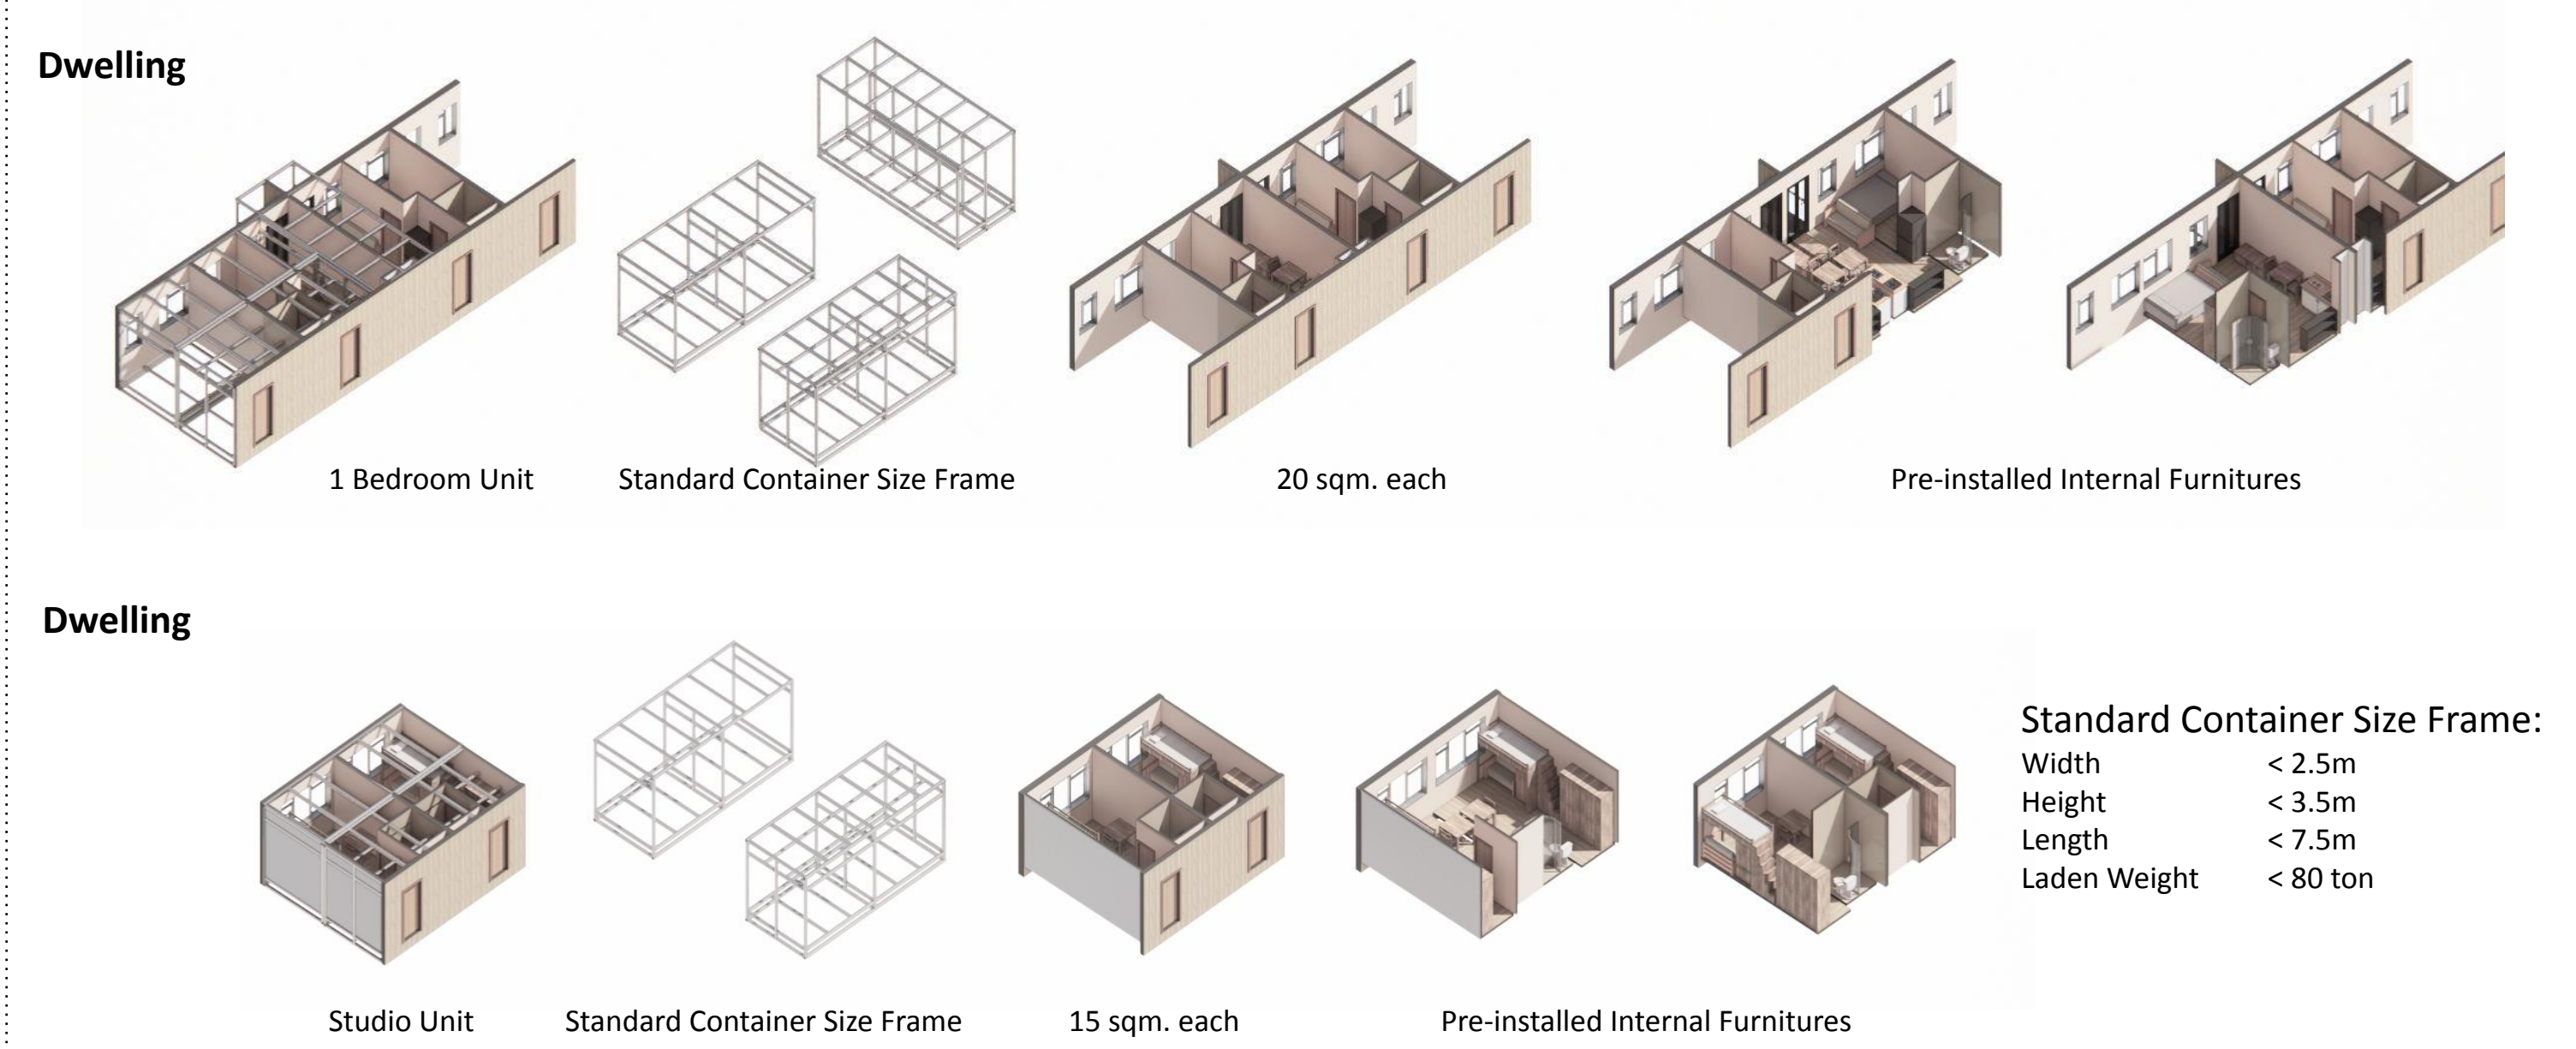 Dwelling
1 Bedroom Unit
Standard Container Size Frame
20 sqm. each
Pre-installed Internal Furnitures
Dwelling
Standard Container Size Frame:
Width < 2.5m
Height < 3.5m
Length < 7.5m
Laden Weight < 80 ton
Studio Unit
Standard Container Size Frame
15 sqm. each
Pre-installed Internal Furnitures